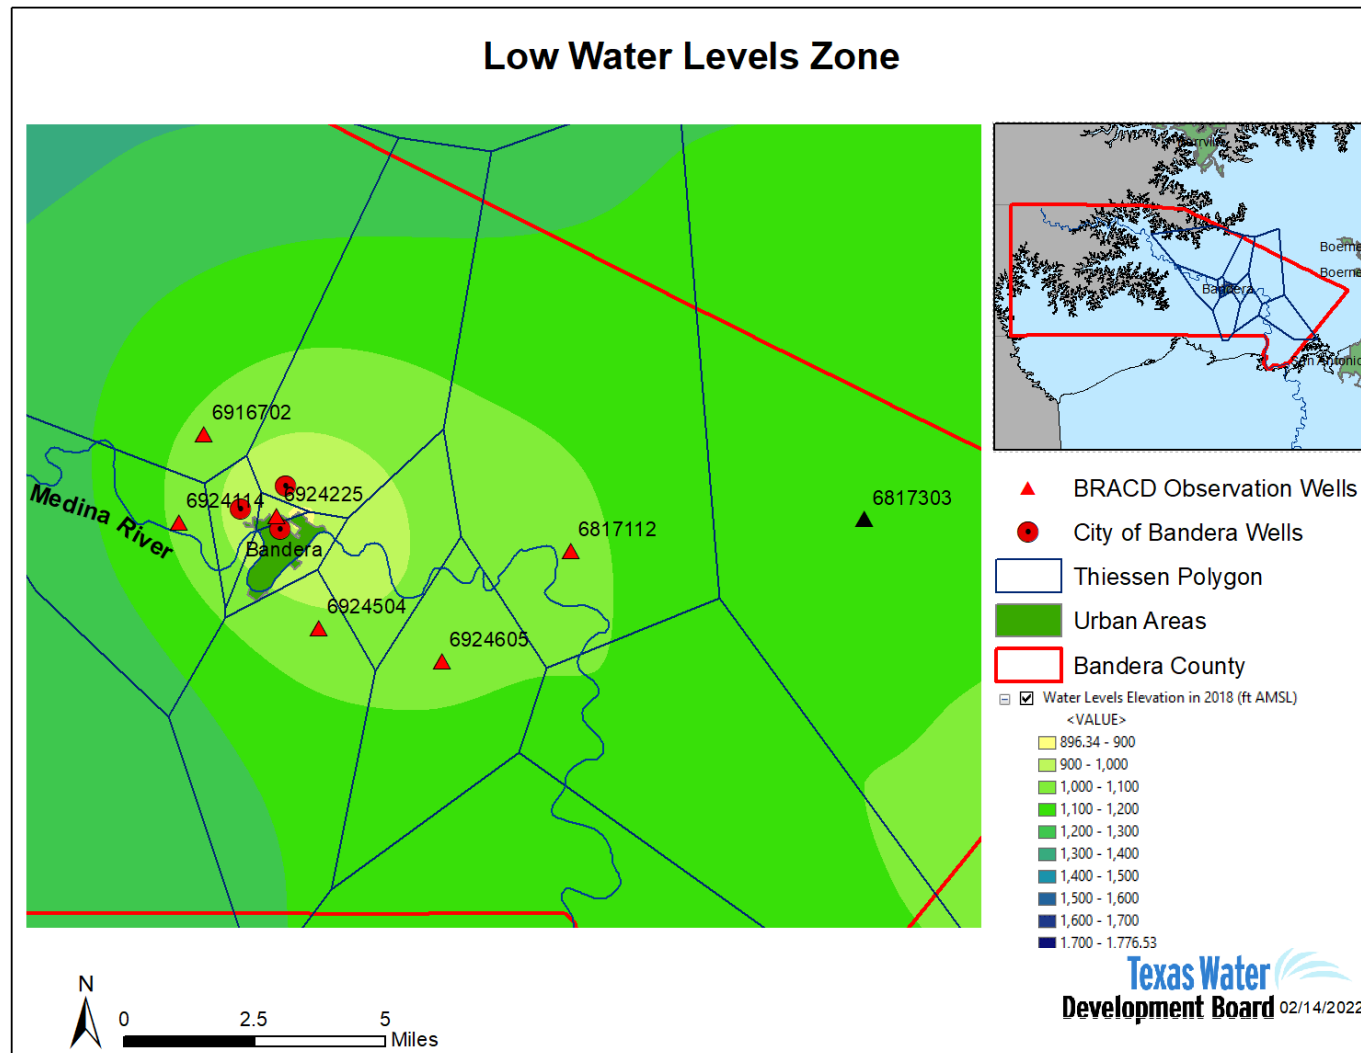 Low Water Levels Zone
6916702
6924114
6924225
Medina River
Bandera
6817303
6817112
6924504
6924605
Bandera
Boerne
Boerne
San Antonio
BRACD Observation Wells
City of Bandera Wells
Thiessen Polygon
Urban Areas
Bandera County
Water Levels Elevation in 2018 (ft AMSL)
<VALUE>
896.34 - 900
900 - 1,000
1,000 - 1,100
1,100 - 1,200
1,200 - 1,300
1,300 - 1,400
1,400 - 1,500
1,500 - 1,600
1,600 - 1,700
1,700 - 1,776.53
N
0 2.5 5
Miles
Texas Water
Development Board 02/14/2022